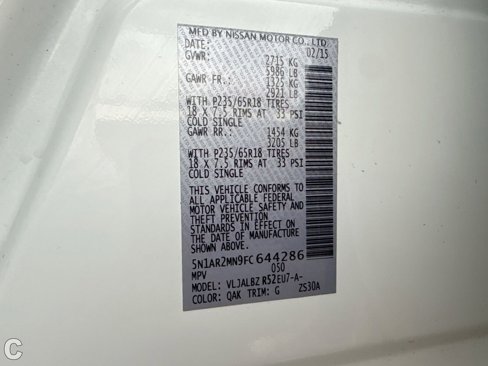 MFD BY NISSAN MOTOR CO., LTD.
DATE: 02/15
GVWR: 2715 KG
5986 LB
GAWR FR.: 1325 KG
2921 LB
WITH P235/65R18 TIRES
18 X 7.5 RIMS AT 33 PSI
COLD SINGLE
GAWR RR.: 1454 KG
3205 LB
WITH P235/65R18 TIRES
18 X 7.5 RIMS AT 33 PSI
COLD SINGLE
THIS VEHICLE CONFORMS TO
ALL APPLICABLE FEDERAL
MOTOR VEHICLE SAFETY AND
THEFT PREVENTION
STANDARDS IN EFFECT ON
THE DATE OF MANUFACTURE
SHOWN ABOVE.
5N1AR2MN9FC 644286
MPV 050
MODEL: VLJALBZ R52EU7-A-
COLOR: QAK TRIM: G ZS30A
C